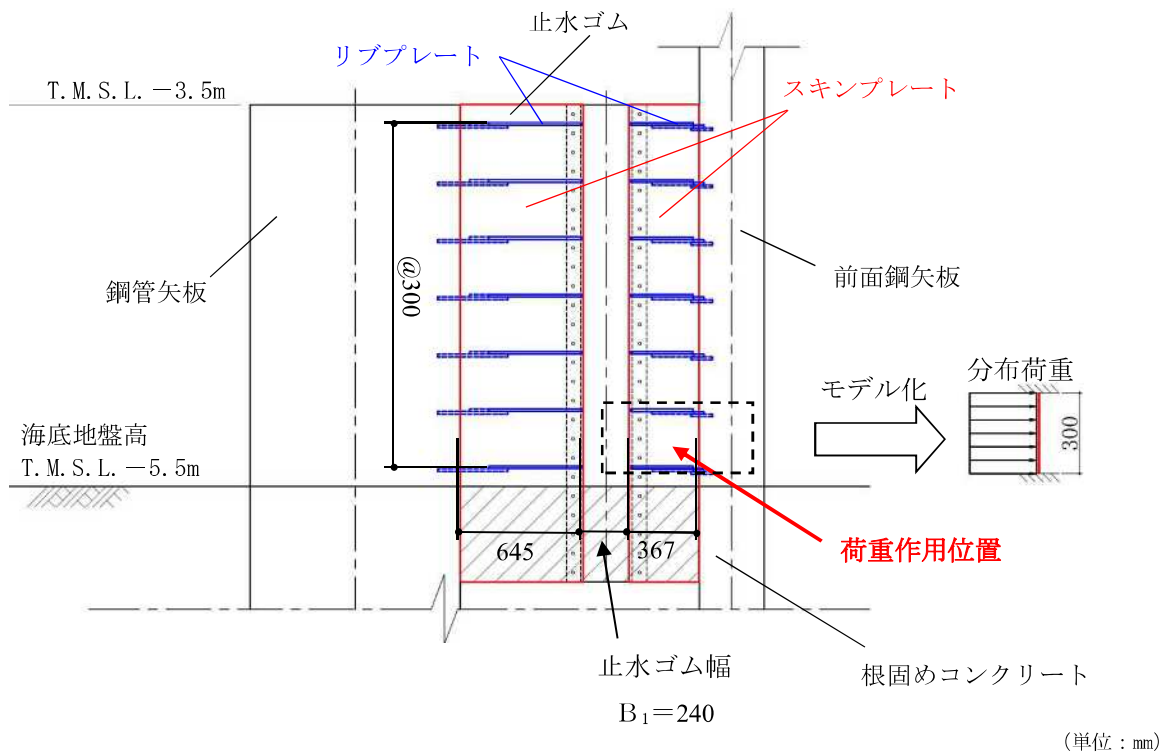 止水ゴム
リブプレート
T.M.S.L.－3.5m
スキンプレート
@300
鋼管矢板
前面鋼矢板
モデル化
分布荷重
300
海底地盤高
T.M.S.L.－5.5m
645
367
荷重作用位置
止水ゴム幅
B₁＝240
根固めコンクリート
(単位：mm)